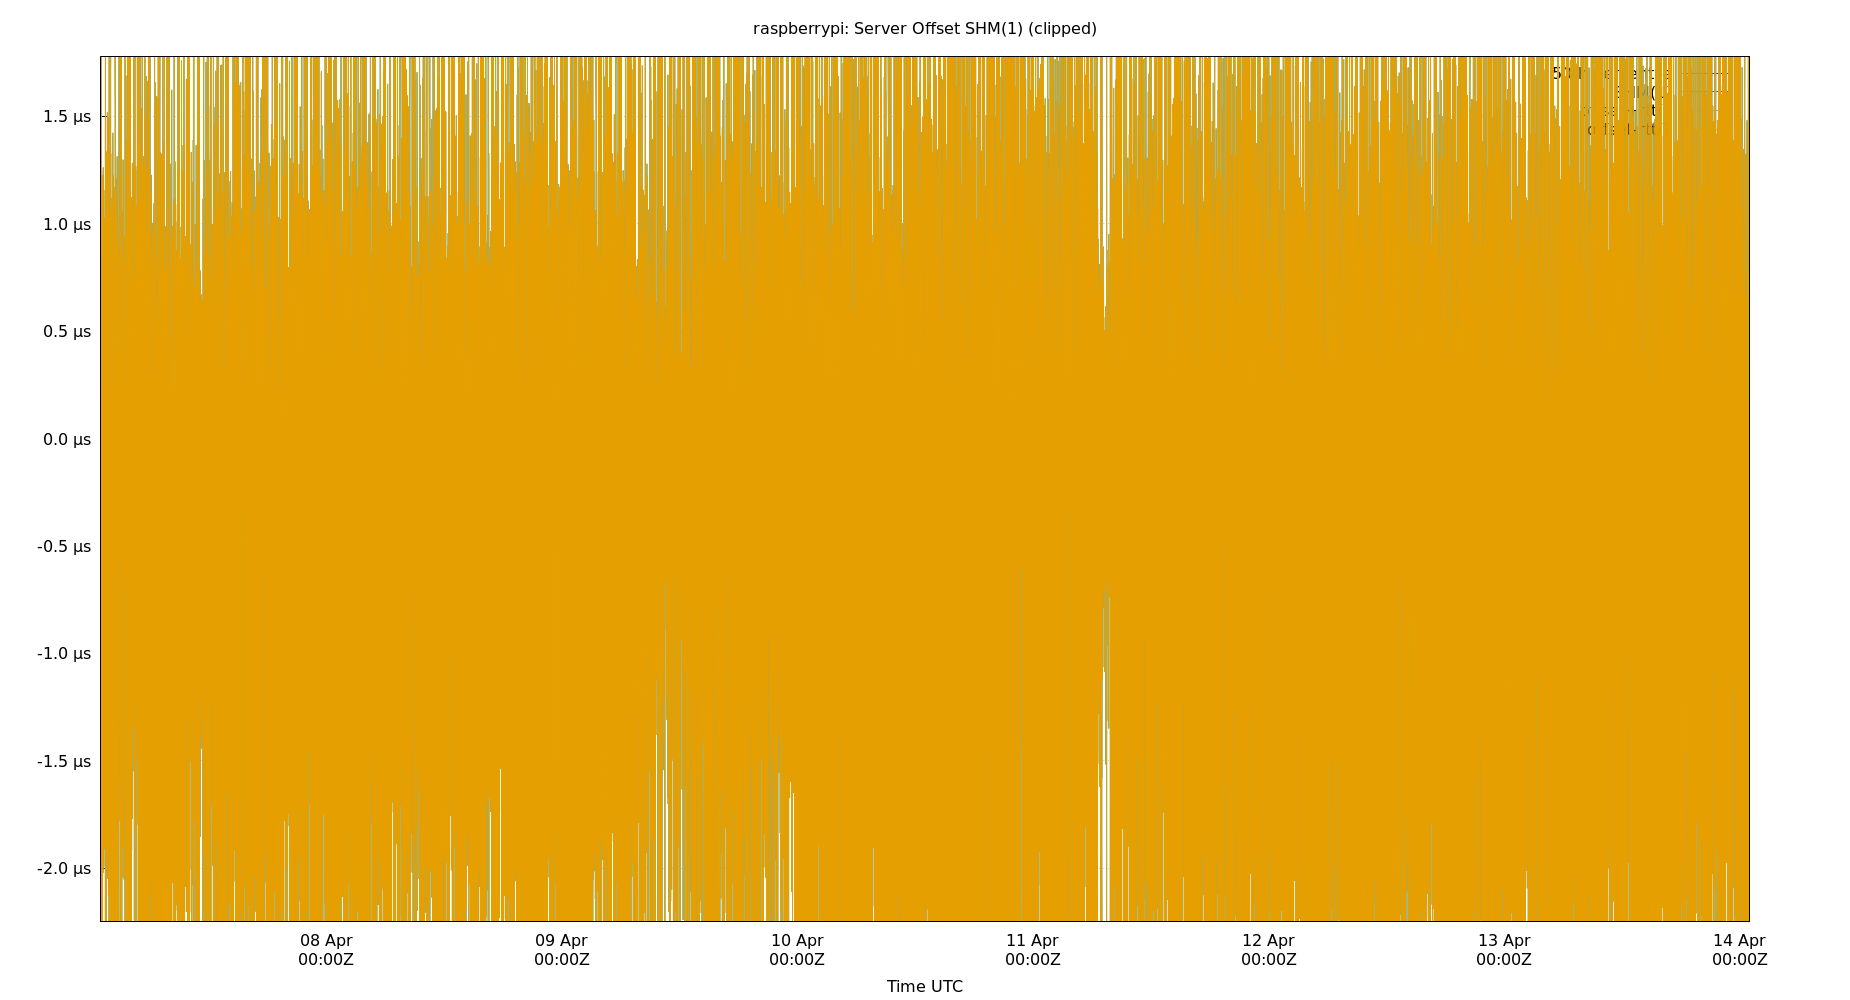 raspberrypi: Server Offset SHM(1) (clipped)
1.5 µs
1.0 µs
0.5 µs
0.0 µs
-0.5 µs
-1.0 µs
-1.5 µs
-2.0 µs
08 Apr 09 Apr 10 Apr 11 Apr 12 Apr 13 Apr 14 Apr
00:00Z 00:00Z 00:00Z 00:00Z 00:00Z 00:00Z 00:00Z
Time UTC